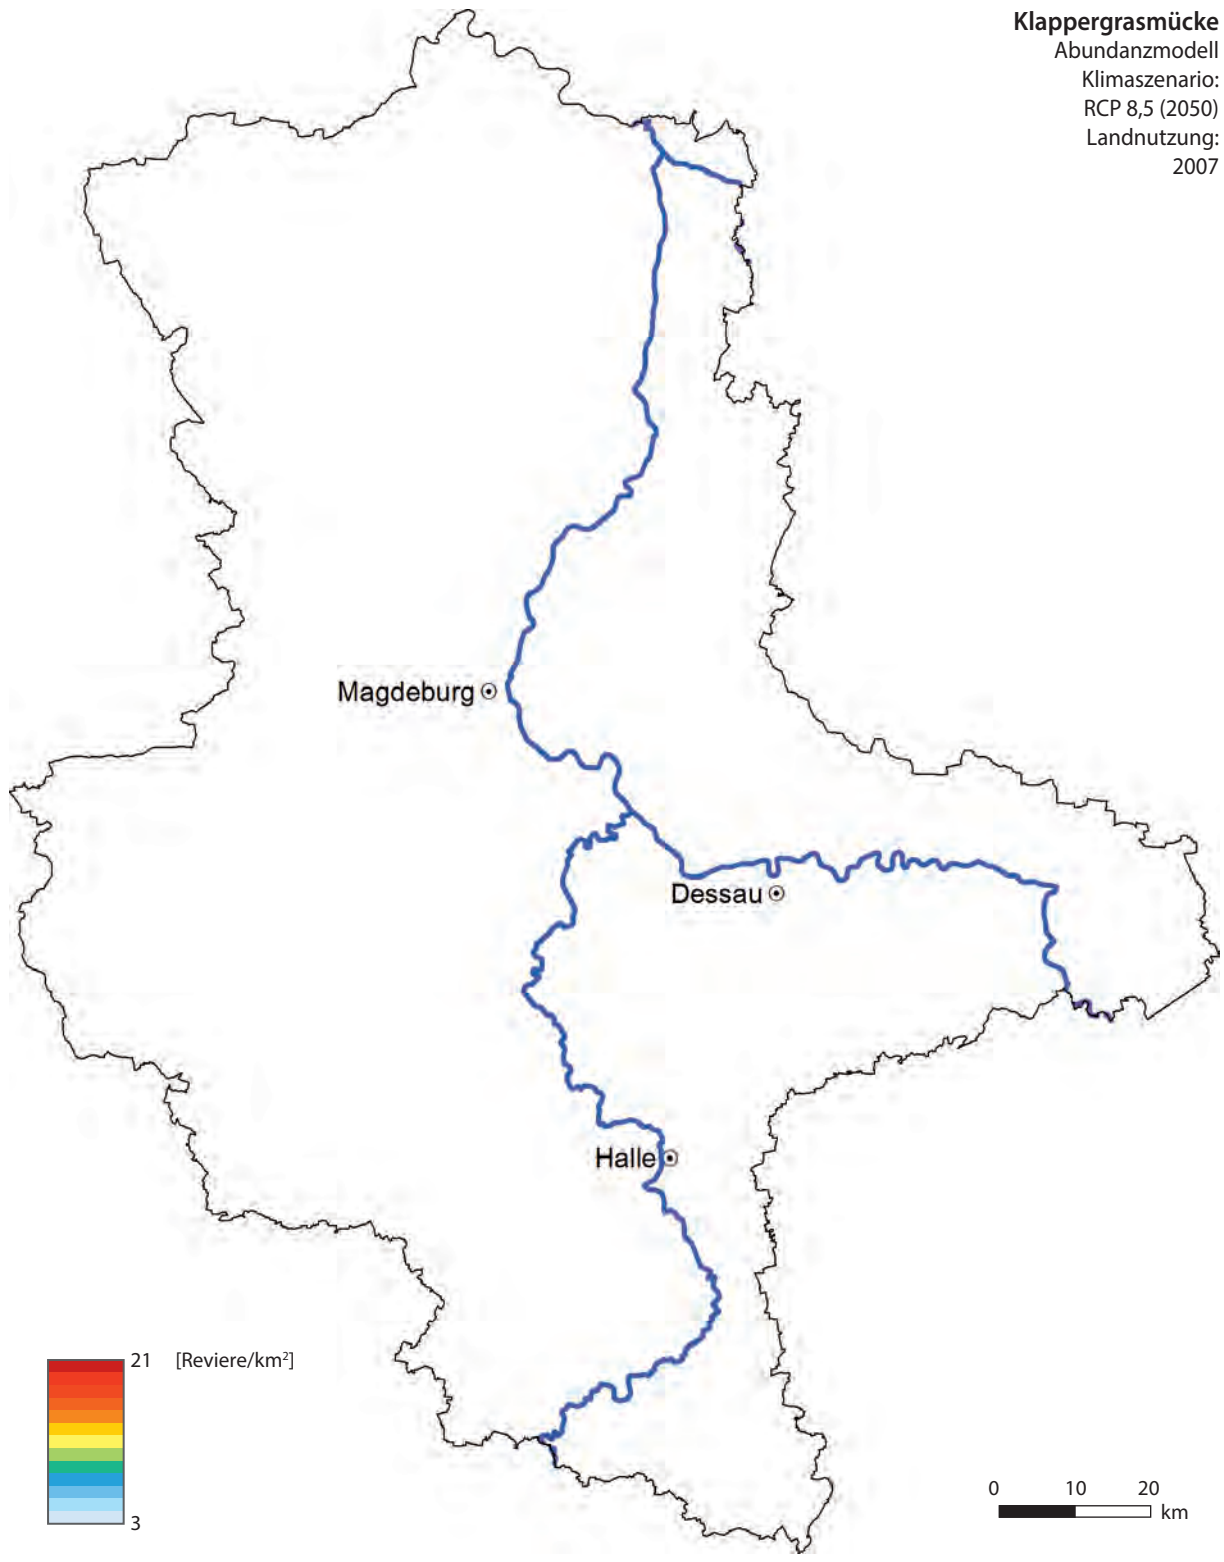 Klappergrasmücke
Abundanzmodell
Klimaszenario:
RCP 8,5 (2050)
Landnutzung:
2007
Magdeburg
Dessau
Halle
21 [Reviere/km²]
3
0 10 20
km